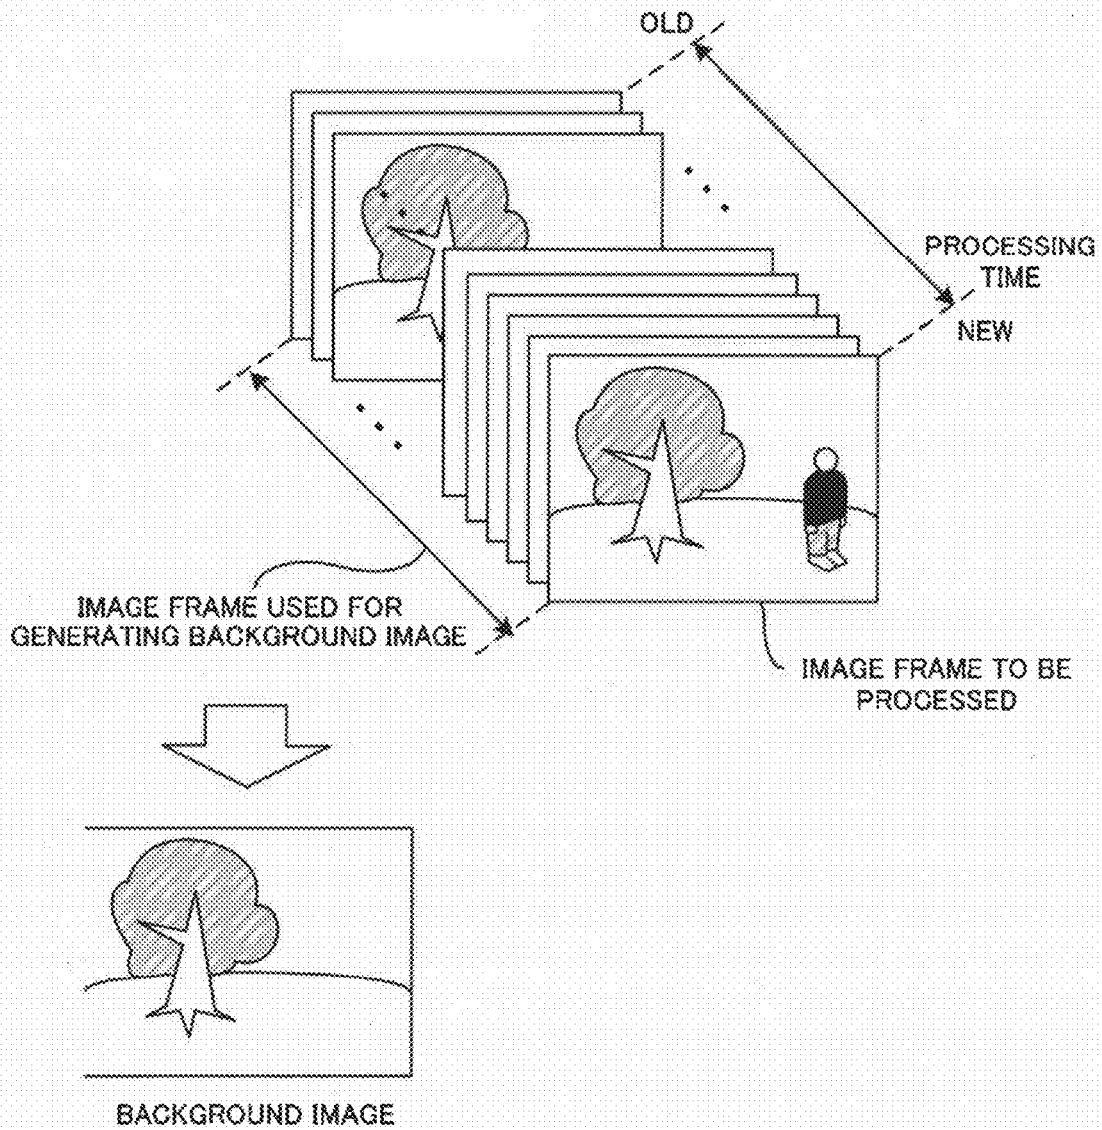 OLD
PROCESSING
TIME
NEW
IMAGE FRAME USED FOR
GENERATING BACKGROUND IMAGE
IMAGE FRAME TO BE
PROCESSED
BACKGROUND IMAGE